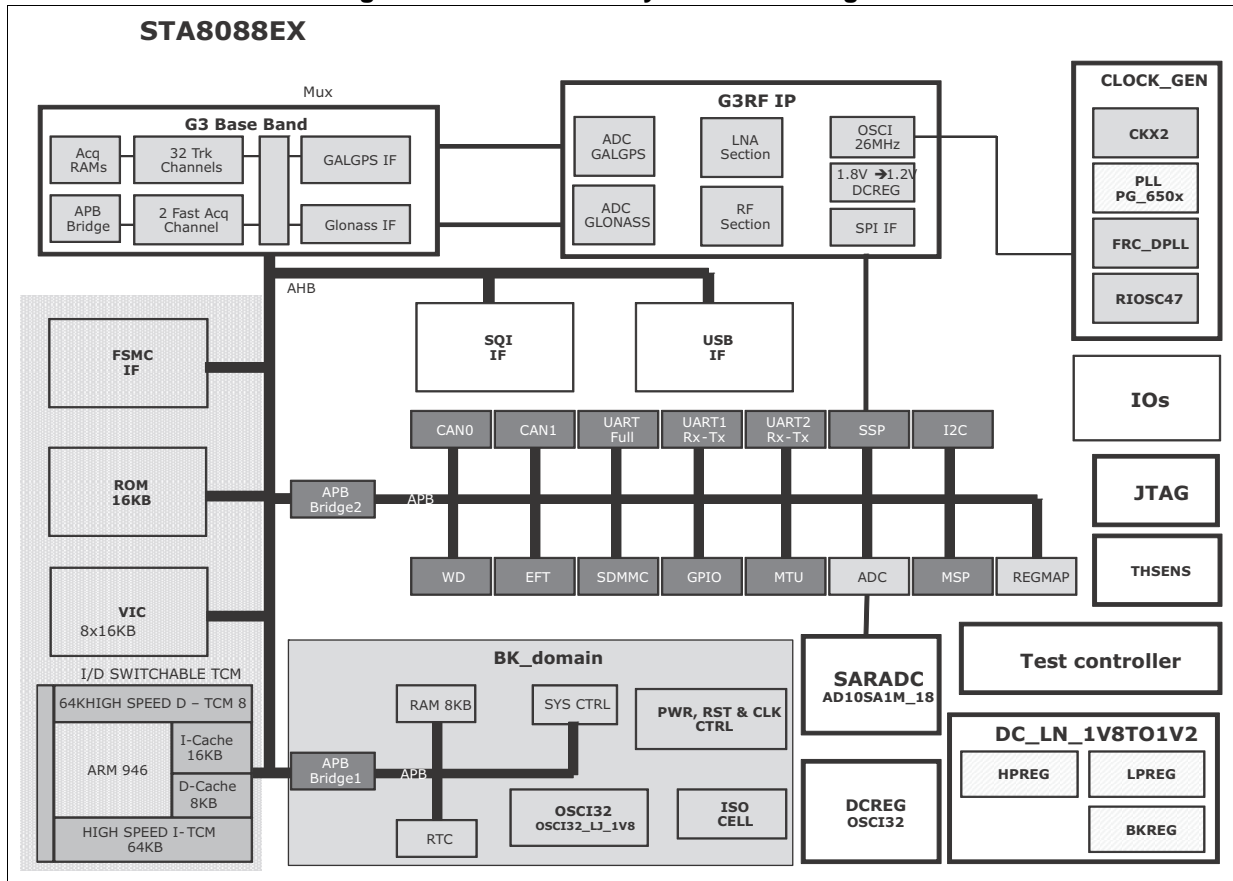 STA8088EX
Mux
G3 Base Band
Acq
RAMs
32 Trk
Channels
GALGPS IF
APB
Bridge
2 Fast Acq
Channel
Glonass IF
G3RF IP
ADC
GALGPS
LNA
Section
OSCI
26MHz
1.8V ➔1.2V
DCREG
ADC
GLONASS
RF
Section
SPI IF
CLOCK_GEN
CKX2
PLL
PG_650x
FRC_DPLL
RIOSC47
AHB
SQI
IF
USB
IF
FSMC
IF
ROM
16KB
VIC
8x16KB
I/D SWITCHABLE TCM
64KHIGH SPEED D – TCM 8
ARM 946
I-Cache
16KB
D-Cache
8KB
HIGH SPEED I-TCM
64KB
CAN0
CAN1
UART
Full
UART1
Rx-Tx
UART2
Rx-Tx
SSP
I2C
APB
Bridge2
APB
WD
EFT
SDMMC
GPIO
MTU
ADC
MSP
REGMAP
IOs
JTAG
THSENS
Test controller
BK_domain
RAM 8KB
SYS CTRL
PWR, RST & CLK
CTRL
APB
Bridge1
APB
RTC
OSCI32
OSCI32_LJ_1V8
ISO
CELL
SARADC
AD10SA1M_18
DCREG
OSCI32
DC_LN_1V8TO1V2
HPREG
LPREG
BKREG